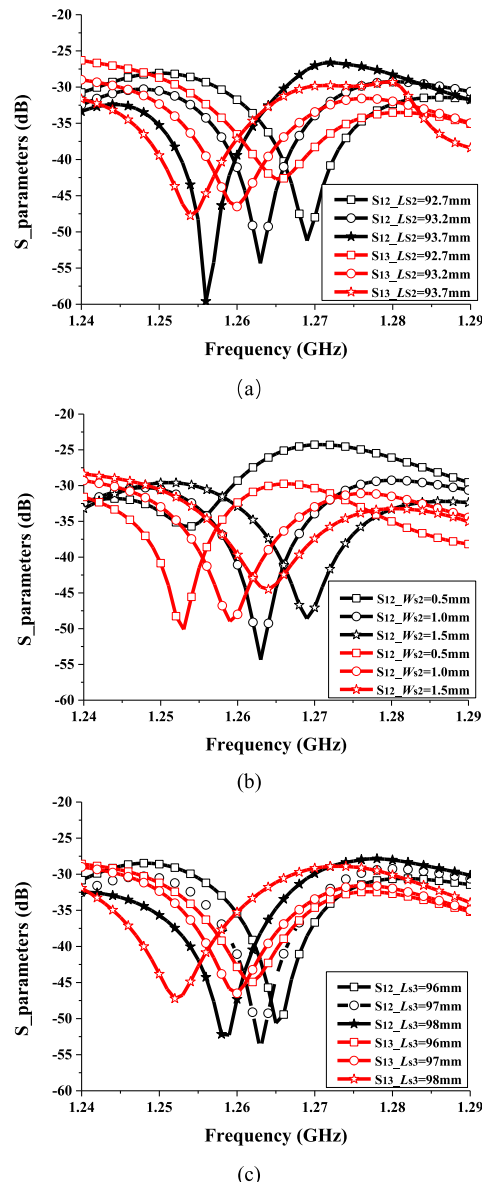 -20
-25
-30
-35
-40
-45
-50
-55
-60
S_parameters (dB)
S12_LS2=92.7mm
S12_LS2=93.2mm
S12_LS2=93.7mm
S13_LS2=92.7mm
S13_LS2=93.2mm
S13_LS2=93.7mm
1.24 1.25 1.26 1.27 1.28 1.29
Frequency (GHz)
(a)
-20
-25
-30
-35
-40
-45
-50
-55
-60
S_parameters (dB)
S12_Ws2=0.5mm
S12_Ws2=1.0mm
S12_Ws2=1.5mm
S12_Ws2=0.5mm
S12_Ws2=1.0mm
S12_Ws2=1.5mm
1.24 1.25 1.26 1.27 1.28 1.29
Frequency (GHz)
(b)
-20
-25
-30
-35
-40
-45
-50
-55
-60
S_parameters (dB)
S12_Ls3=96mm
S12_Ls3=97mm
S12_Ls3=98mm
S13_Ls3=96mm
S13_Ls3=97mm
S13_Ls3=98mm
1.24 1.25 1.26 1.27 1.28 1.29
Frequency (GHz)
(c)